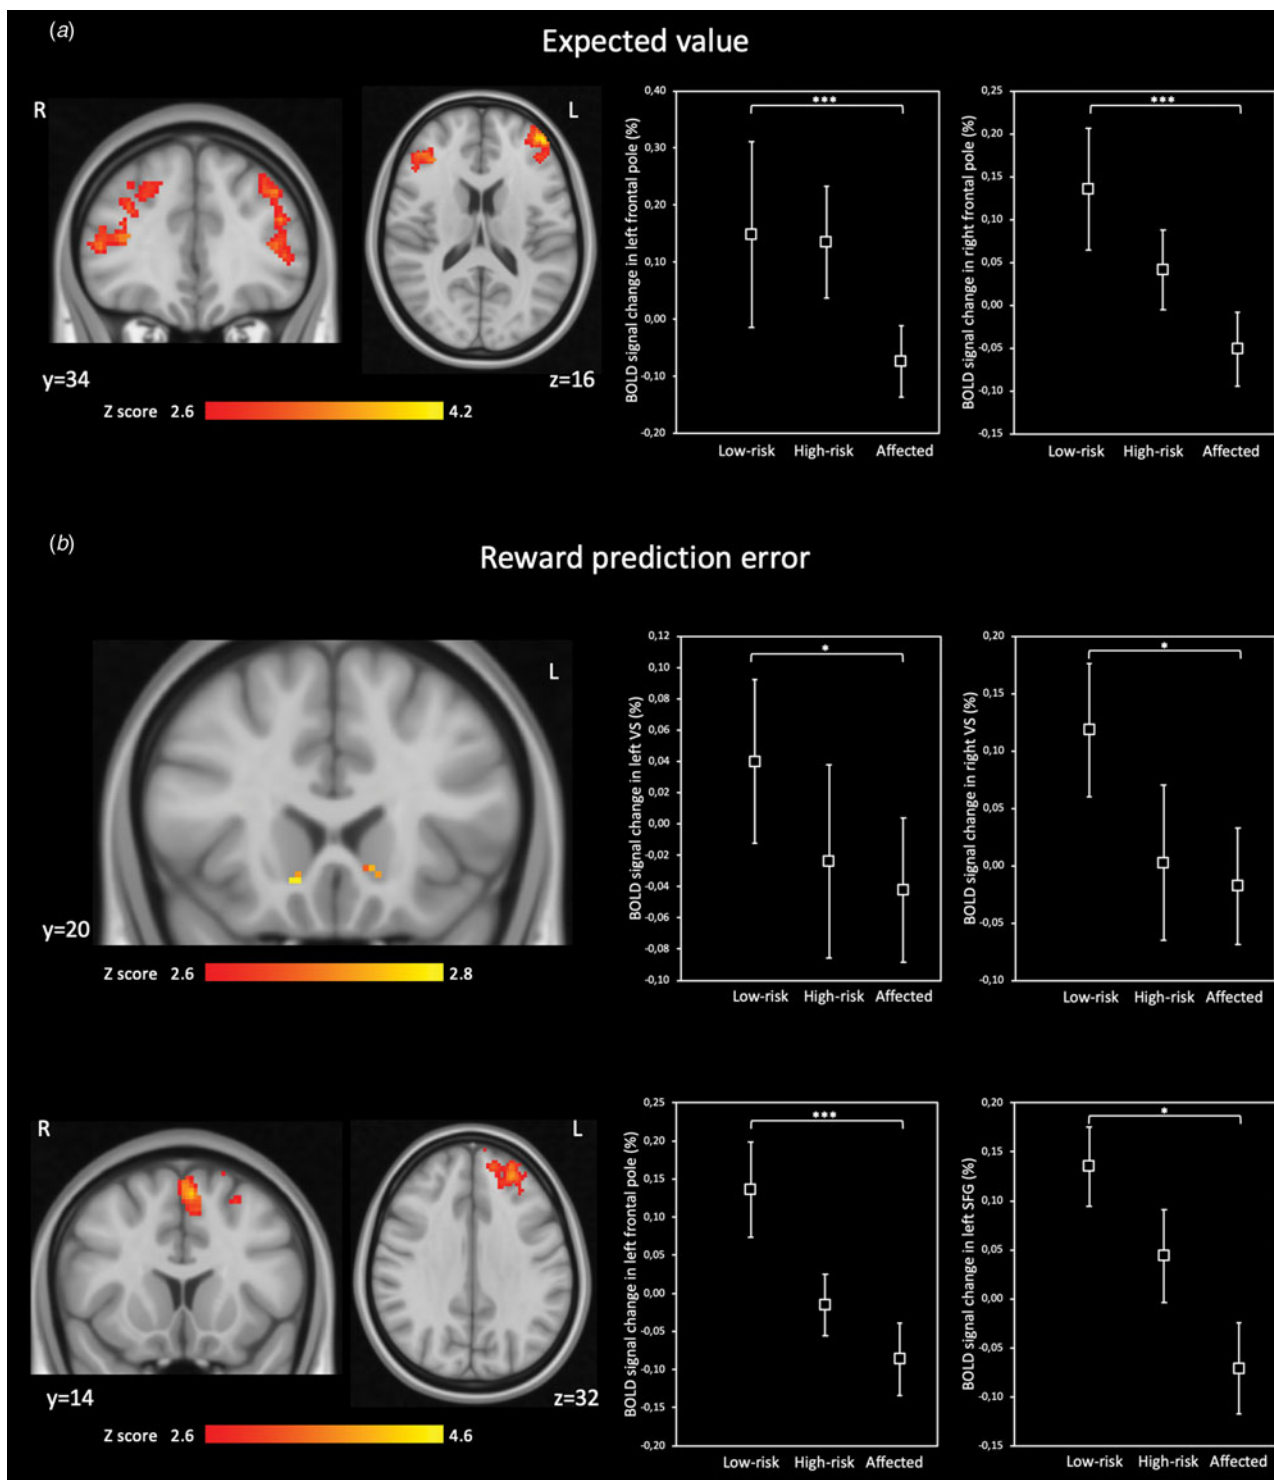 (a)
Expected value
R
L
y=34
z=16
Z score 2.6 4.2
BOLD signal change in left frontal pole (%)
0,40
0,30
0,20
0,10
0,00
-0,10
-0,20
***
Low-risk High-risk Affected
BOLD signal change in right frontal pole (%)
0,25
0,20
0,15
0,10
0,05
0,00
-0,05
-0,10
-0,15
***
Low-risk High-risk Affected
(b)
Reward prediction error
L
y=20
Z score 2.6 2.8
BOLD signal change in left VS (%)
0,12
0,10
0,08
0,06
0,04
0,02
0,00
-0,02
-0,04
-0,06
-0,08
-0,10
*
Low-risk High-risk Affected
BOLD signal change in right VS (%)
0,20
0,15
0,10
0,05
0,00
-0,05
-0,10
*
Low-risk High-risk Affected
R
L
y=14
z=32
Z score 2.6 4.6
BOLD signal change in left frontal pole (%)
0,25
0,20
0,15
0,10
0,05
0,00
-0,05
-0,10
-0,15
-0,20
***
Low-risk High-risk Affected
BOLD signal change in left SFG (%)
0,20
0,15
0,10
0,05
0,00
-0,05
-0,10
-0,15
*
Low-risk High-risk Affected